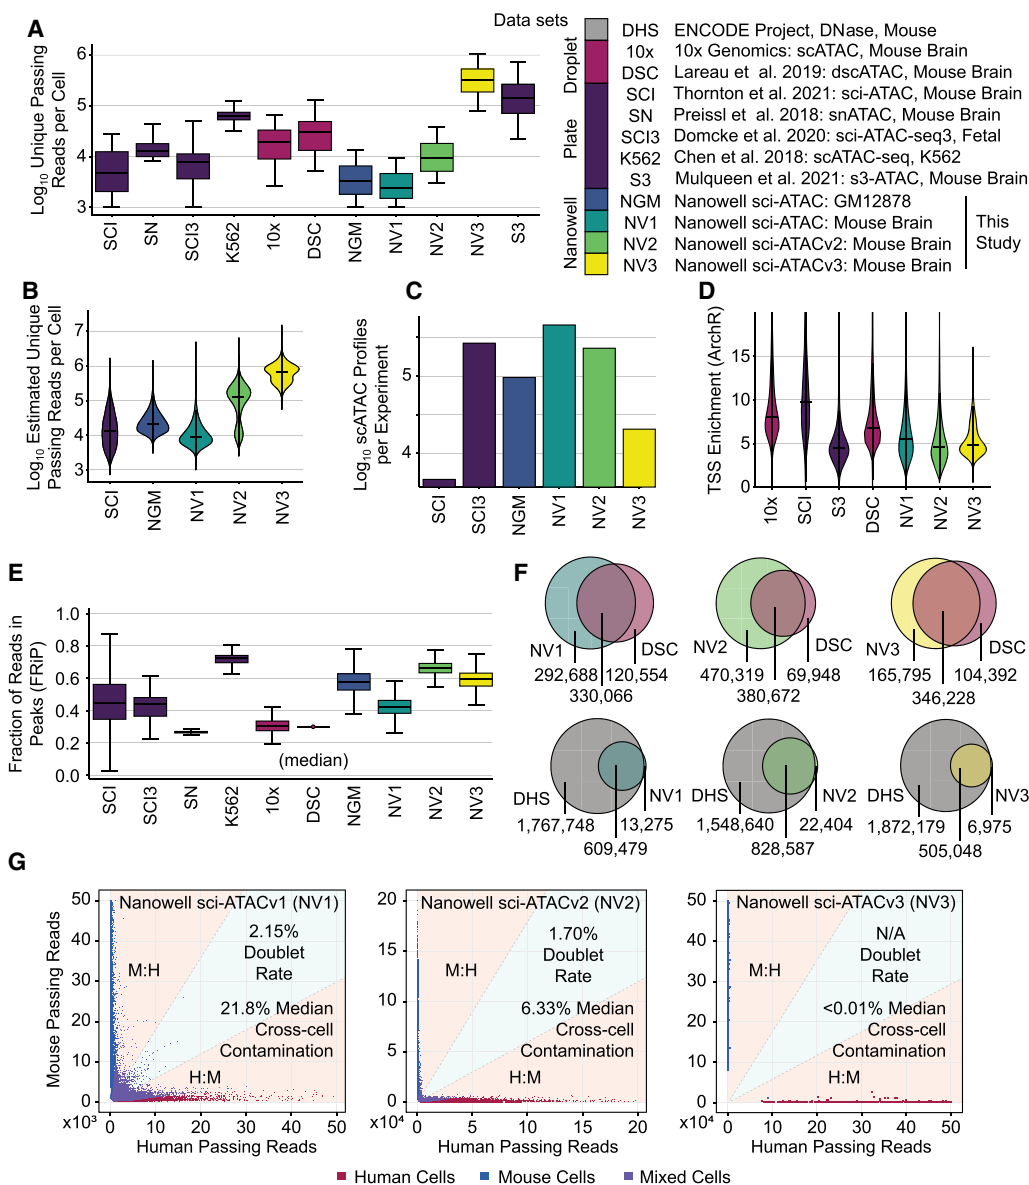 A
Log10 Unique Passing
Reads per Cell
6
5
4
3
SCI
SN
SCI3
K562
10x
DSC
NGM
NV1
NV2
NV3
S3
Data sets
Droplet
Plate
Nanowell
DHS ENCODE Project, DNase, Mouse
10x 10x Genomics: scATAC, Mouse Brain
DSC Lareau et al. 2019: dscATAC, Mouse Brain
SCI Thornton et al. 2021: sci-ATAC, Mouse Brain
SN Preissl et al. 2018: snATAC, Mouse Brain
SCI3 Domcke et al. 2020: sci-ATAC-seq3, Fetal
K562 Chen et al. 2018: scATAC-seq, K562
S3 Mulqueen et al. 2021: s3-ATAC, Mouse Brain
NGM Nanowell sci-ATAC: GM12878
NV1 Nanowell sci-ATAC: Mouse Brain
NV2 Nanowell sci-ATACv2: Mouse Brain
NV3 Nanowell sci-ATACv3: Mouse Brain
This
Study
B
Log10 Estimated Unique
Passing Reads per Cell
7
6
5
4
3
SCI
NGM
NV1
NV2
NV3
C
Log10 scATAC Profiles
per Experiment
5
4
SCI
SCI3
NGM
NV1
NV2
NV3
D
TSS Enrichment (ArchR)
15
10
5
0
10x
SCI
S3
DSC
NV1
NV2
NV3
E
Fraction of Reads in
Peaks (FRiP)
1.0
0.8
0.6
0.4
0.2
0.0
(median)
SCI
SCI3
SN
K562
10x
DSC
NGM
NV1
NV2
NV3
F
NV1 DSC
292,688 120,554
330,066
NV2 DSC
470,319 69,948
380,672
NV3 DSC
165,795 104,392
346,228
DHS NV1
1,767,748 13,275
609,479
DHS NV2
1,548,640 22,404
828,587
DHS NV3
1,872,179 6,975
505,048
G
Mouse Passing Reads
50
40
30
20
10
0
x10³
Nanowell sci-ATACv1 (NV1)
2.15%
Doublet
Rate
M:H
21.8% Median
Cross-cell
Contamination
H:M
0 10 20 30 40 50
Human Passing Reads
20
15
10
5
0
x10⁴
Nanowell sci-ATACv2 (NV2)
1.70%
Doublet
Rate
M:H
6.33% Median
Cross-cell
Contamination
H:M
0 5 10 15 20
Human Passing Reads
50
40
30
20
10
0
x10⁴
Nanowell sci-ATACv3 (NV3)
N/A
Doublet
Rate
M:H
<0.01% Median
Cross-cell
Contamination
H:M
0 10 20 30 40 50
Human Passing Reads
Human Cells Mouse Cells Mixed Cells